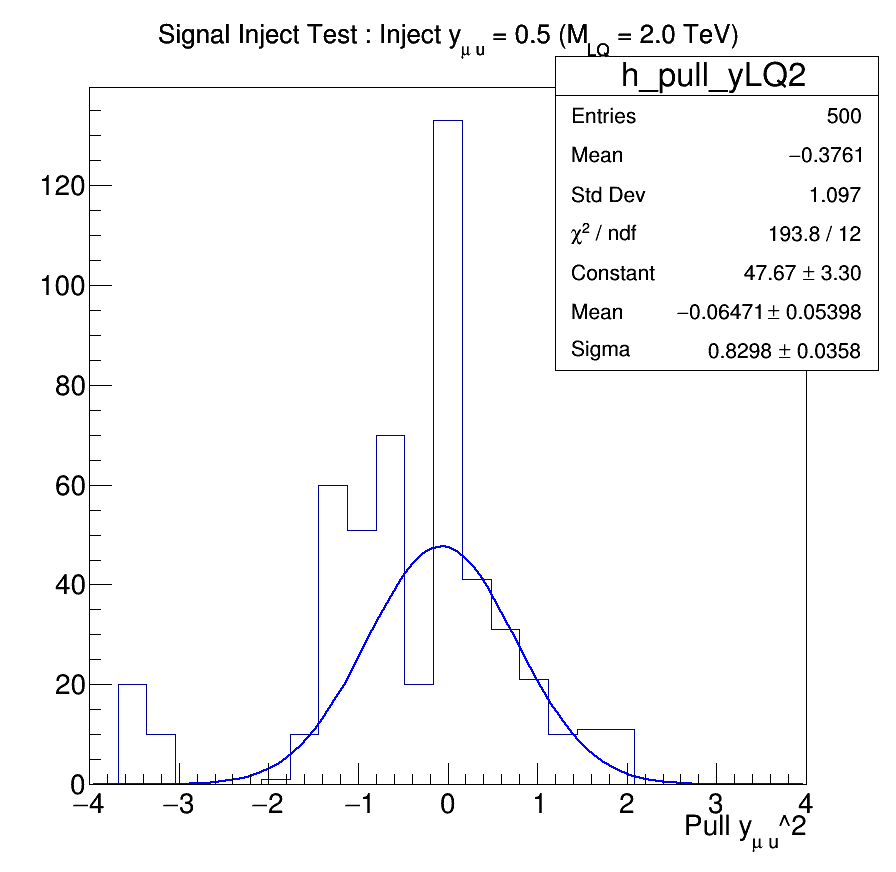 Signal Inject Test : Inject y_μ u = 0.5 (M_LQ = 2.0 TeV)
h_pull_yLQ2
Entries 500
Mean −0.3761
Std Dev 1.097
χ² / ndf 193.8 / 12
Constant 47.67 ± 3.30
Mean −0.06471 ± 0.05398
Sigma 0.8298 ± 0.0358
120
100
80
60
40
20
0
−4 −3 −2 −1 0 1 2 3 4
Pull y_μ u^2